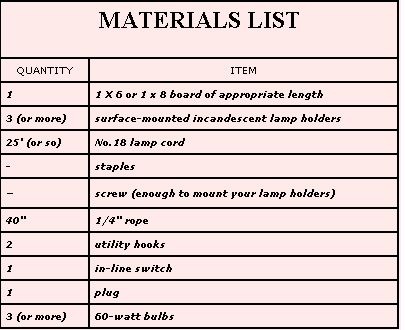 MATERIALS LIST
QUANTITY ITEM
1 1 X 6 or 1 x 8 board of appropriate length
3 (or more) surface-mounted incandescent lamp holders
25' (or so) No.18 lamp cord
- staples
– screw (enough to mount your lamp holders)
40" 1/4" rope
2 utility hooks
1 in-line switch
1 plug
3 (or more) 60-watt bulbs